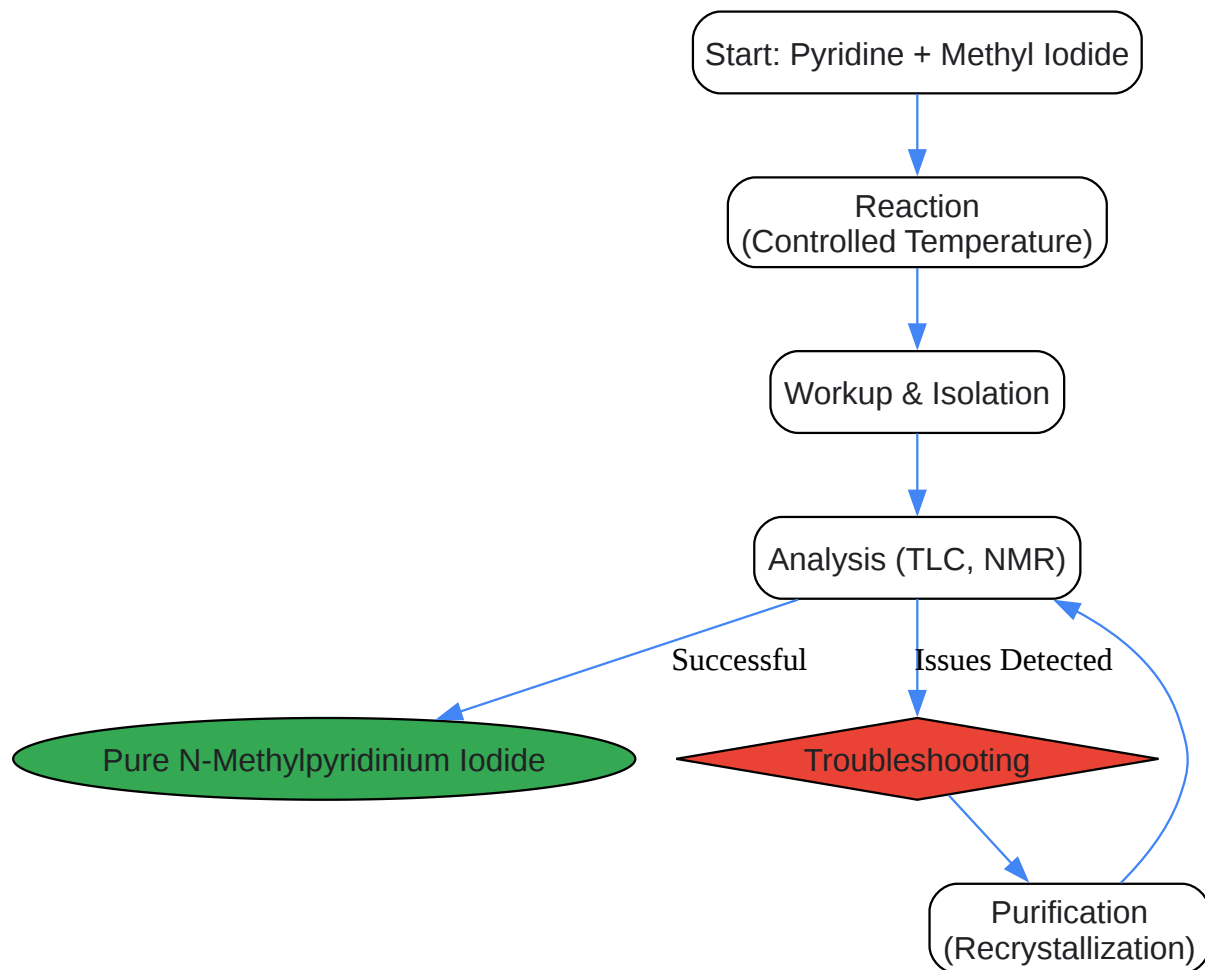 Start: Pyridine + Methyl Iodide
Reaction
(Controlled Temperature)
Workup & Isolation
Analysis (TLC, NMR)
Successful
Issues Detected
Pure N-Methylpyridinium Iodide
Troubleshooting
Purification
(Recrystallization)